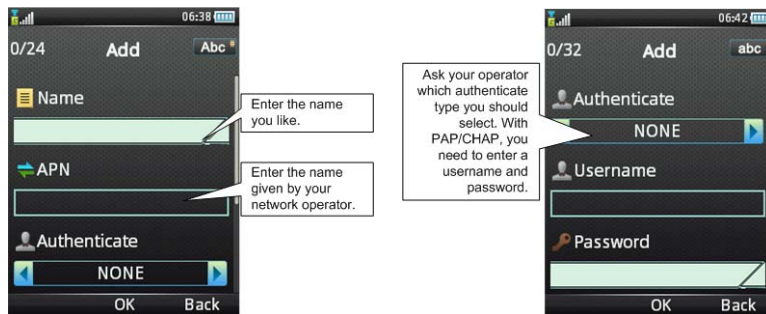 06:38
0/24 Add Abc
Name
APN
Authenticate
NONE
OK Back
Enter the name
you like.
Enter the name
given by your
network operator.
Ask your operator
which authenticate
type you should
select. With
PAP/CHAP, you
need to enter a
username and
password.
06:42
0/32 Add abc
Authenticate
NONE
Username
Password
OK Back